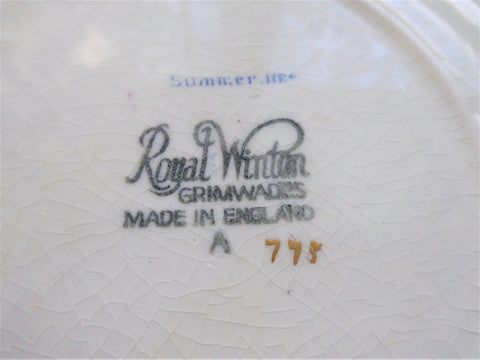 Summertime
Royal Winton
GRIMWADES
MADE IN ENGLAND
A 775